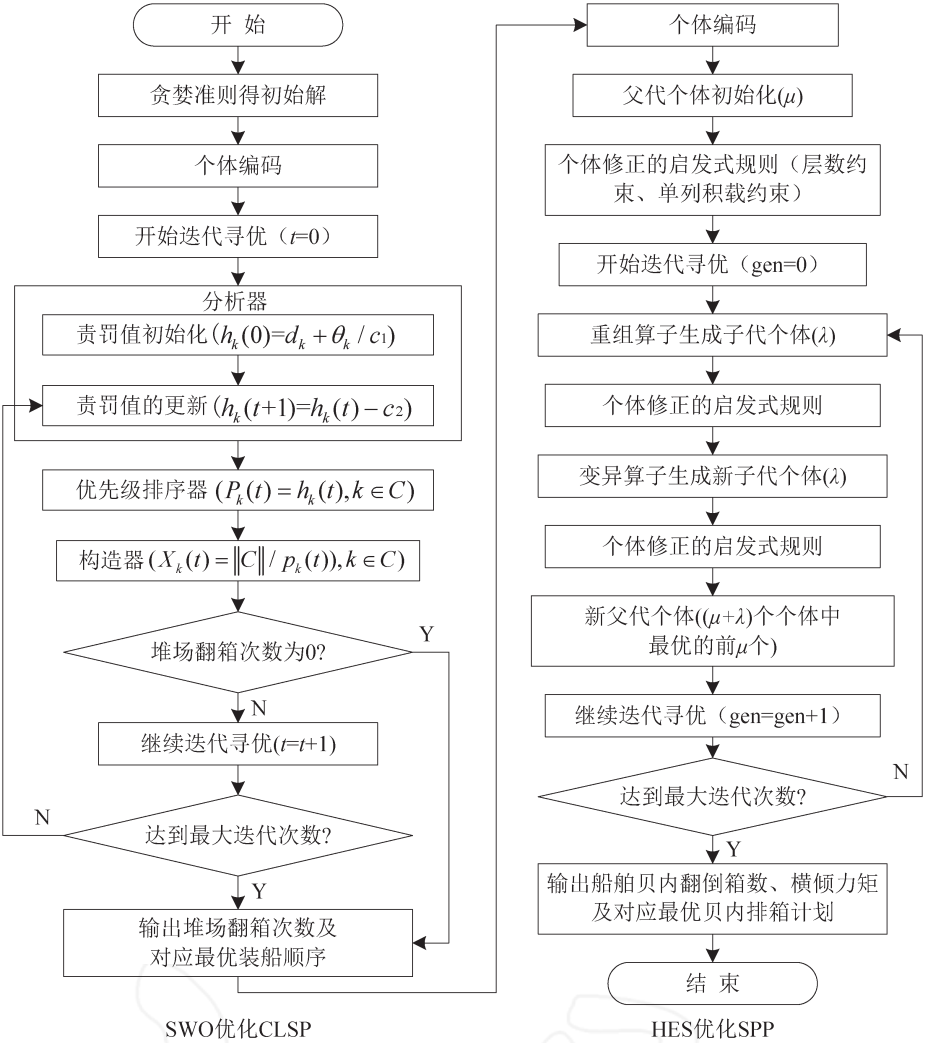 开 始
贪婪准则得初始解
个体编码
开始迭代寻优（t=0）
分析器
责罚值初始化(hk(0)=dk+θk/c1)
责罚值的更新(hk(t+1)=hk(t)−c2)
优先级排序器(Pk(t)=hk(t),k∈C)
构造器(Xk(t)=‖C‖/pk(t)),k∈C)
堆场翻箱次数为0?
Y
N
继续迭代寻优(t=t+1)
达到最大迭代次数?
N
Y
输出堆场翻箱次数及
对应最优装船顺序
SWO优化CLSP
个体编码
父代个体初始化(μ)
个体修正的启发式规则（层数约
束、单列积载约束）
开始迭代寻优（gen=0）
重组算子生成子代个体(λ)
个体修正的启发式规则
变异算子生成新子代个体(λ)
个体修正的启发式规则
新父代个体((μ+λ)个个体中
最优的前μ个)
继续迭代寻优（gen=gen+1）
达到最大迭代次数?
N
Y
输出船舶贝内翻倒箱数、横倾力矩
及对应最优贝内排箱计划
结 束
HES优化SPP